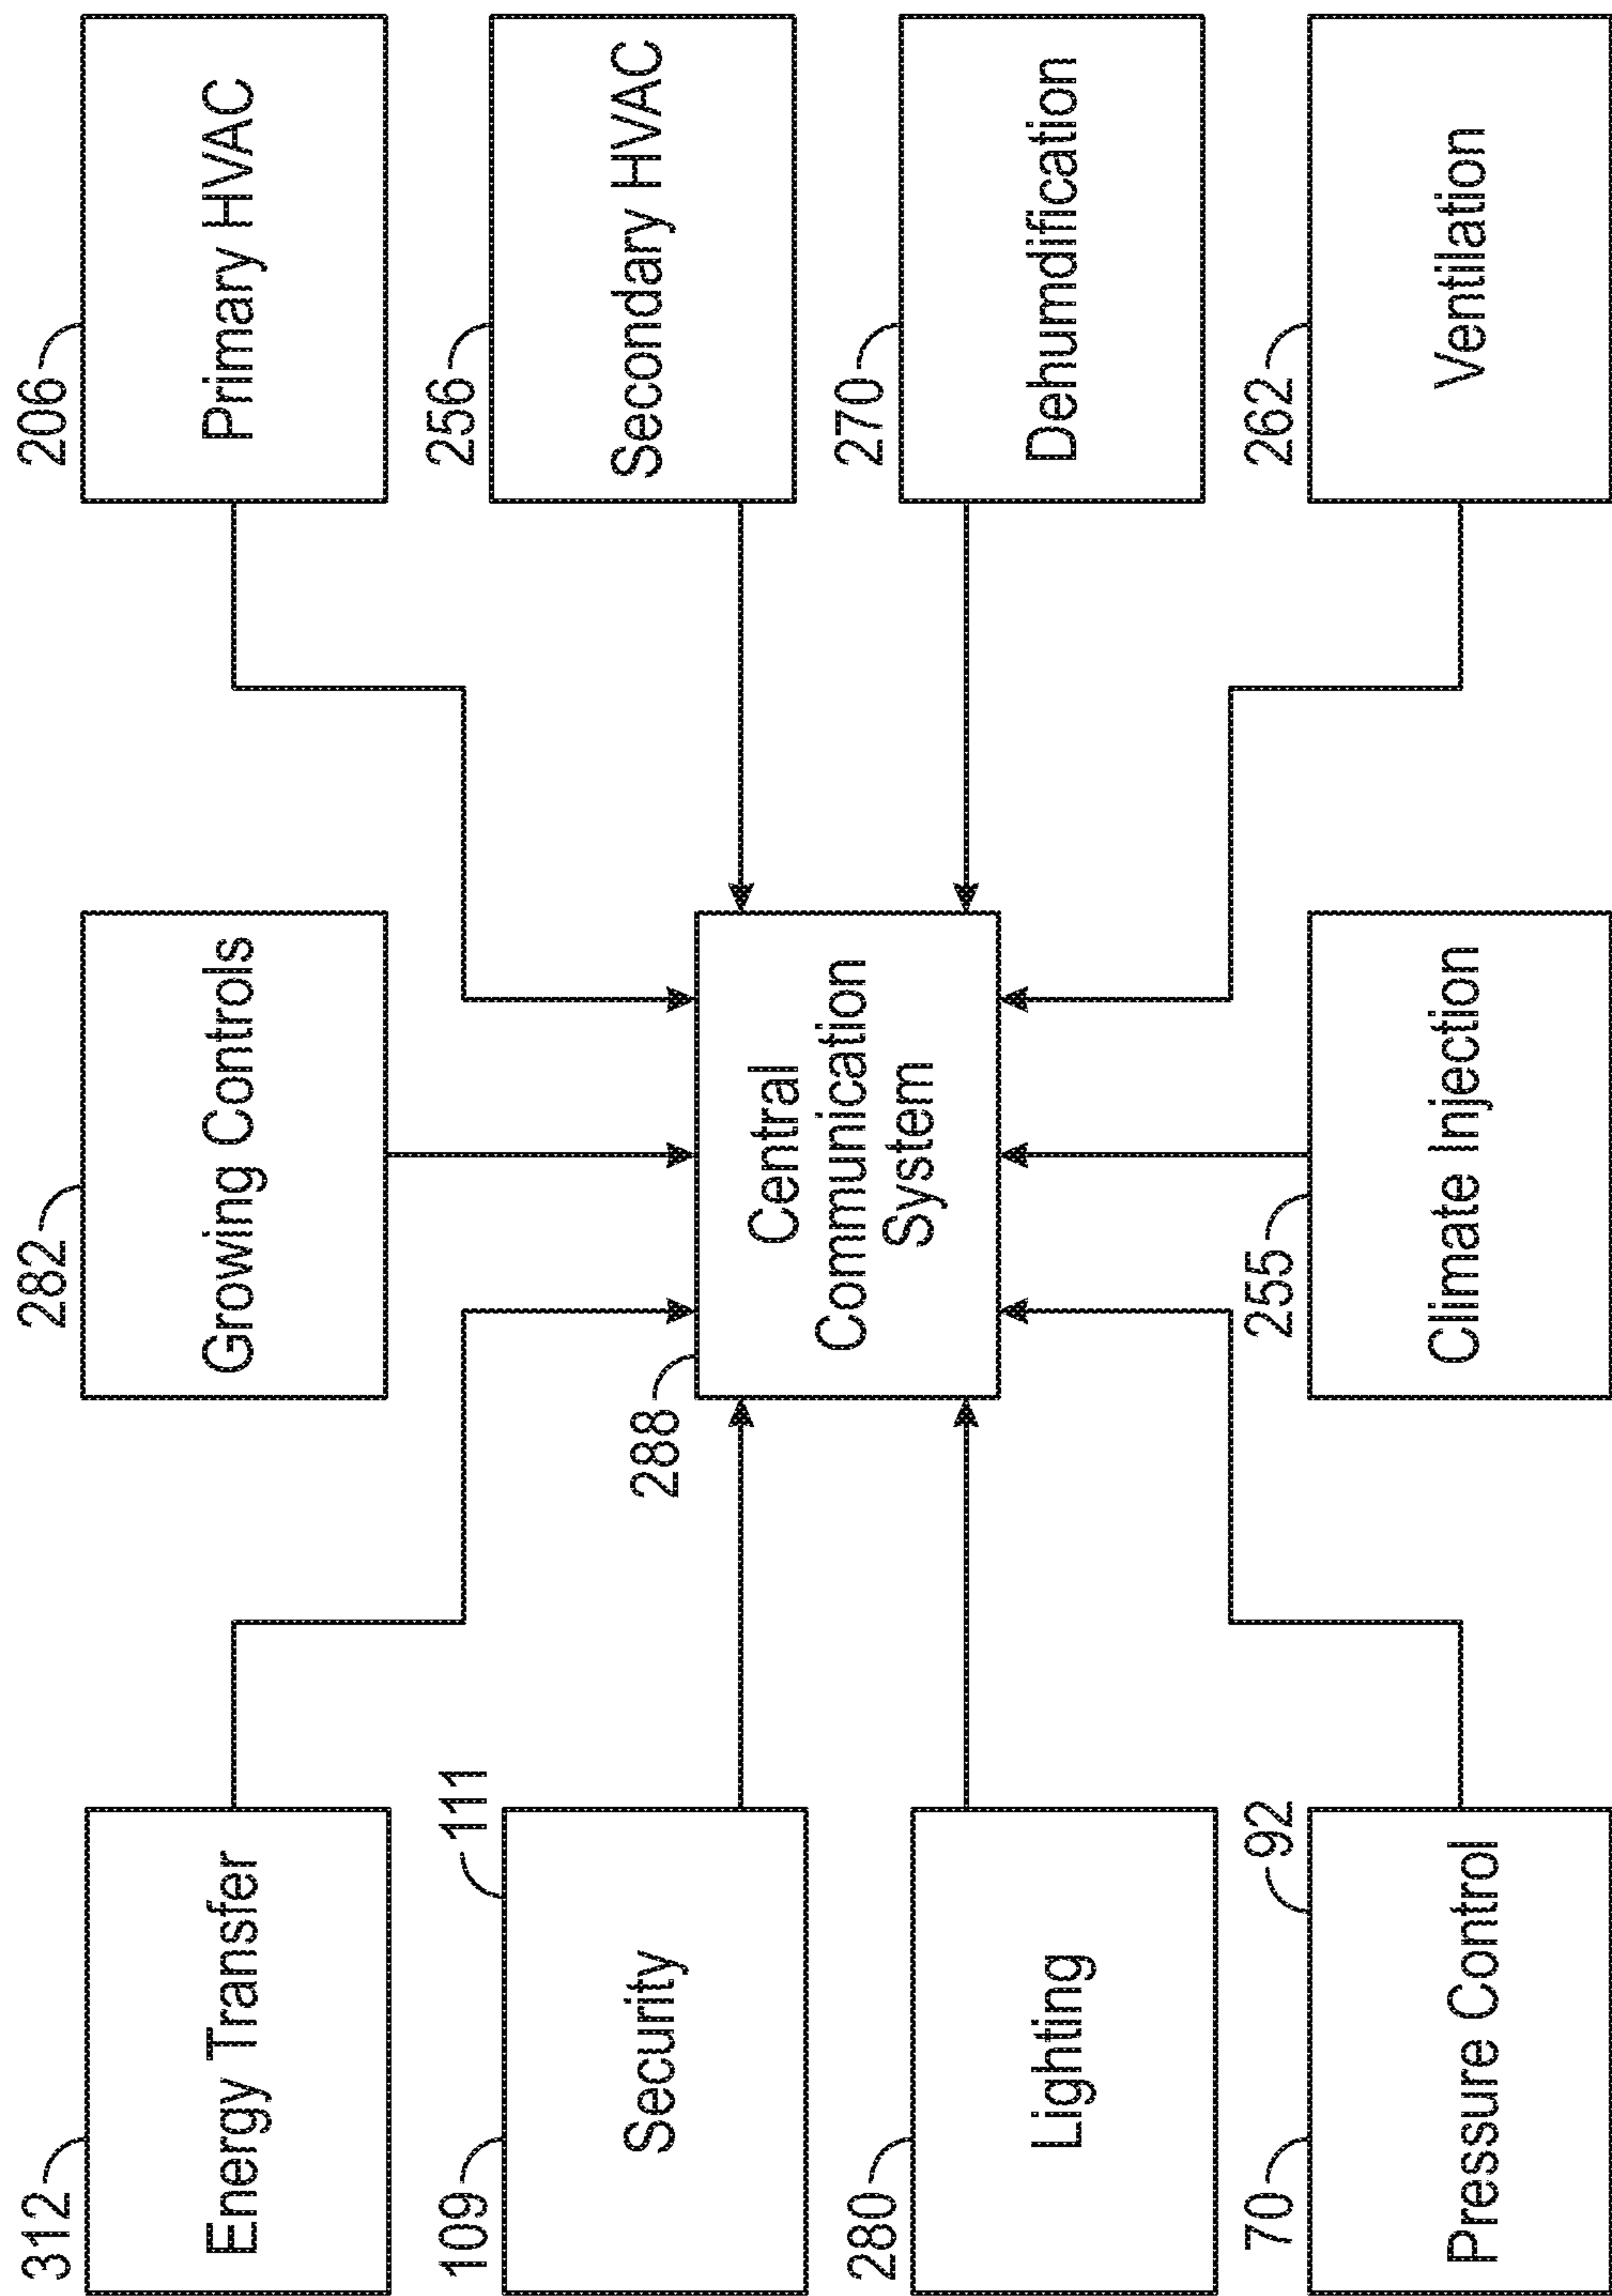 312
Energy Transfer
109
111
Security
280
Lighting
70
92
Pressure Control
282
Growing Controls
288
Central
Communication
System
255
Climate Injection
206
Primary HVAC
256
Secondary HVAC
270
Dehumdification
262
Ventilation